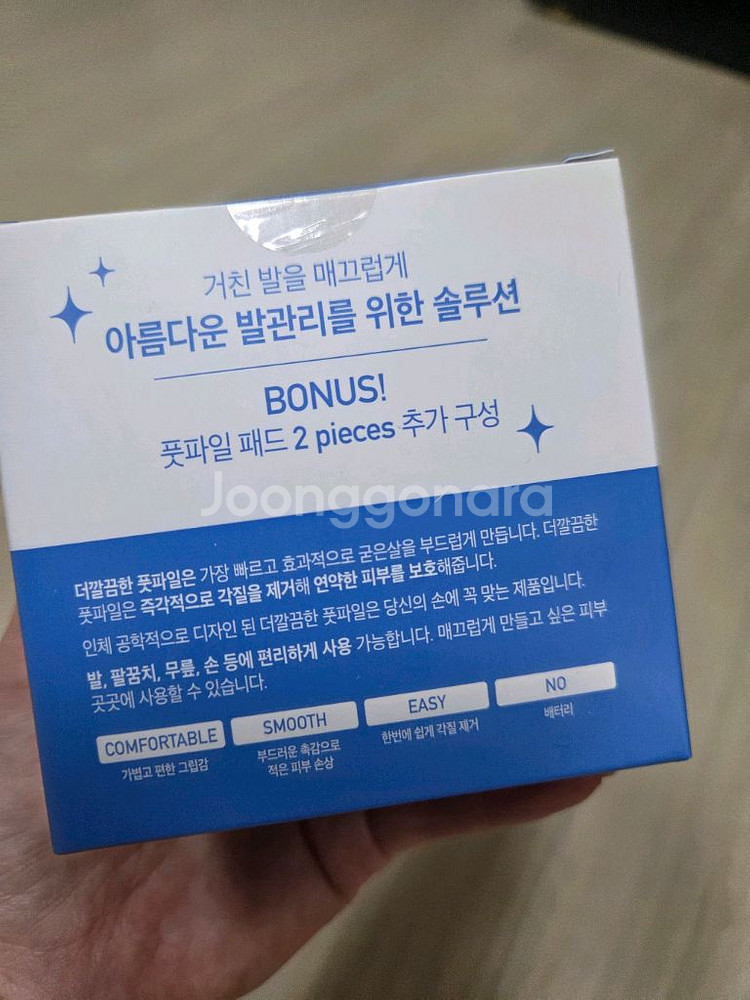 거친 발을 매끄럽게
아름다운 발관리를 위한 솔루션
BONUS!
풋파일 패드 2 pieces 추가 구성
Joonggonara
더깔끔한 풋파일은 가장 빠르고 효과적으로 굳은살을 부드럽게 만듭니다. 더깔끔한
풋파일은 즉각적으로 각질을 제거해 연약한 피부를 보호해줍니다.
인체 공학적으로 디자인 된 더깔끔한 풋파일은 당신의 손에 꼭 맞는 제품입니다.
발, 팔꿈치, 무릎, 손 등에 편리하게 사용 가능합니다. 매끄럽게 만들고 싶은 피부
곳곳에 사용할 수 있습니다.
COMFORTABLE SMOOTH EASY NO
가볍고 편한 그립감 부드러운 촉감으로 한번에 쉽게 각질 제거 배터리
적은 피부 손상